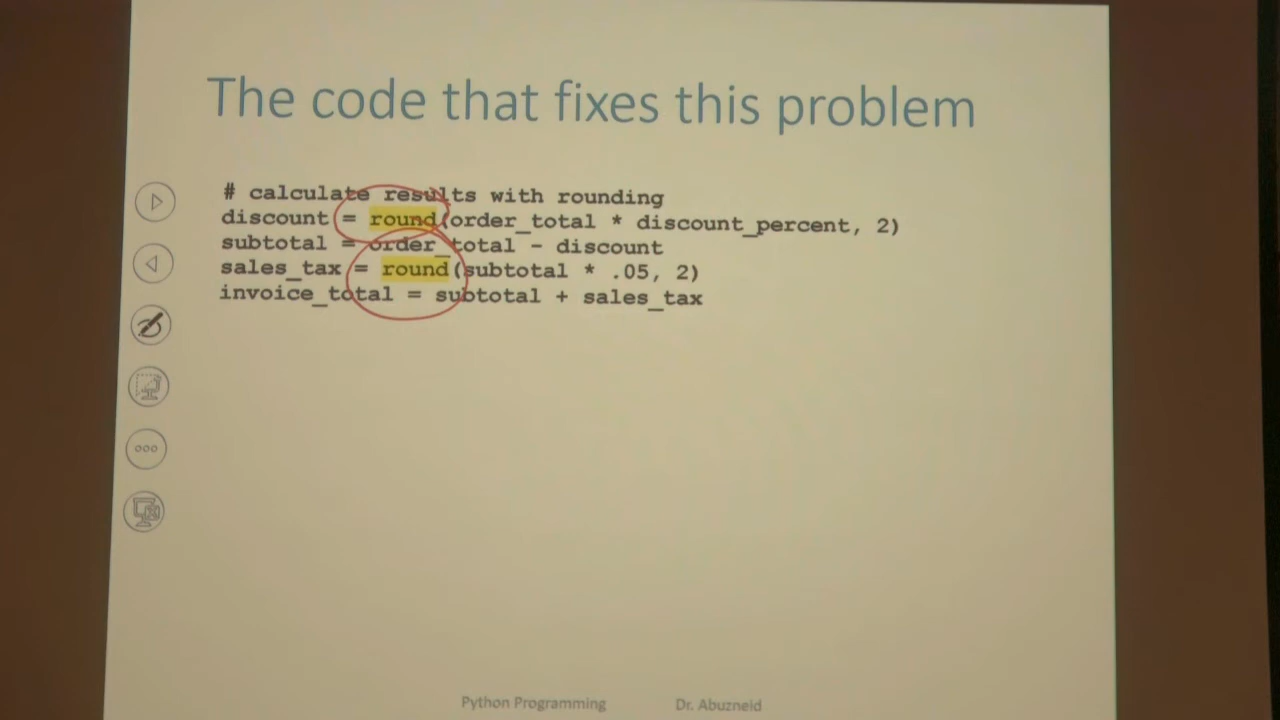 The code that fixes this problem
# calculate results with rounding
discount = round(order_total * discount_percent, 2)
subtotal = order_total - discount
sales_tax = round(subtotal * .05, 2)
invoice_total = subtotal + sales_tax
Python Programming Dr. Abuzneid